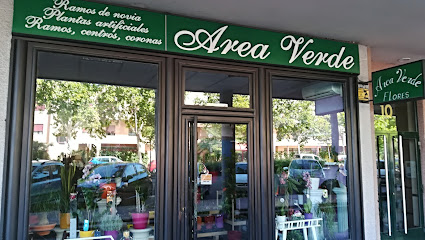 Ramos de novia
Plantas artificiales
Ramos, centros, coronas
Area Verde
Area Verde
FLORES
10